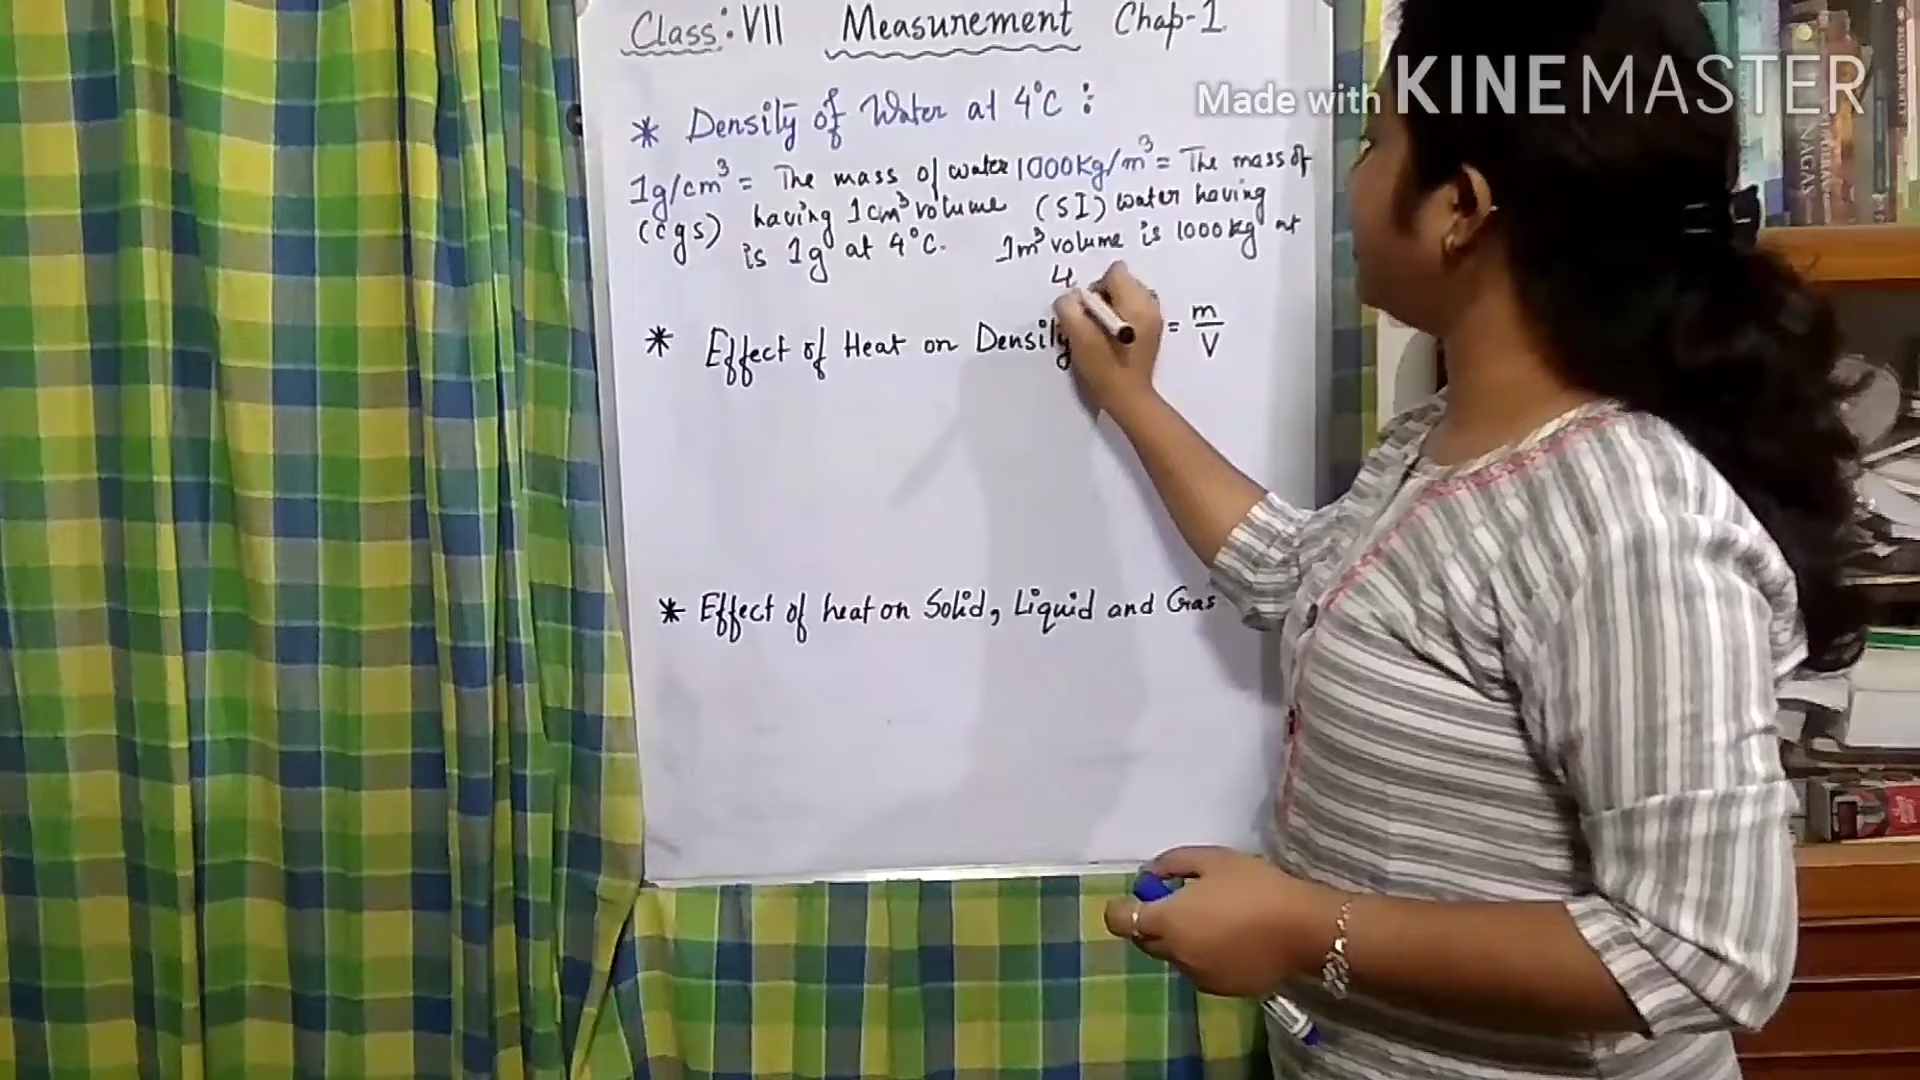 Class:VII Measurement Chap-1
Made with KINEMASTER
* Density of Water at 4°C :
1g/cm³ = The mass of water
(cgs) having 1cm³ volume
is 1g at 4°C.
1000kg/m³ = The mass of
(SI) water having
1m³ volume is 1000kg at
4
* Effect of Heat on Density = m/V
* Effect of heat on Solid, Liquid and Gas
NAGAS